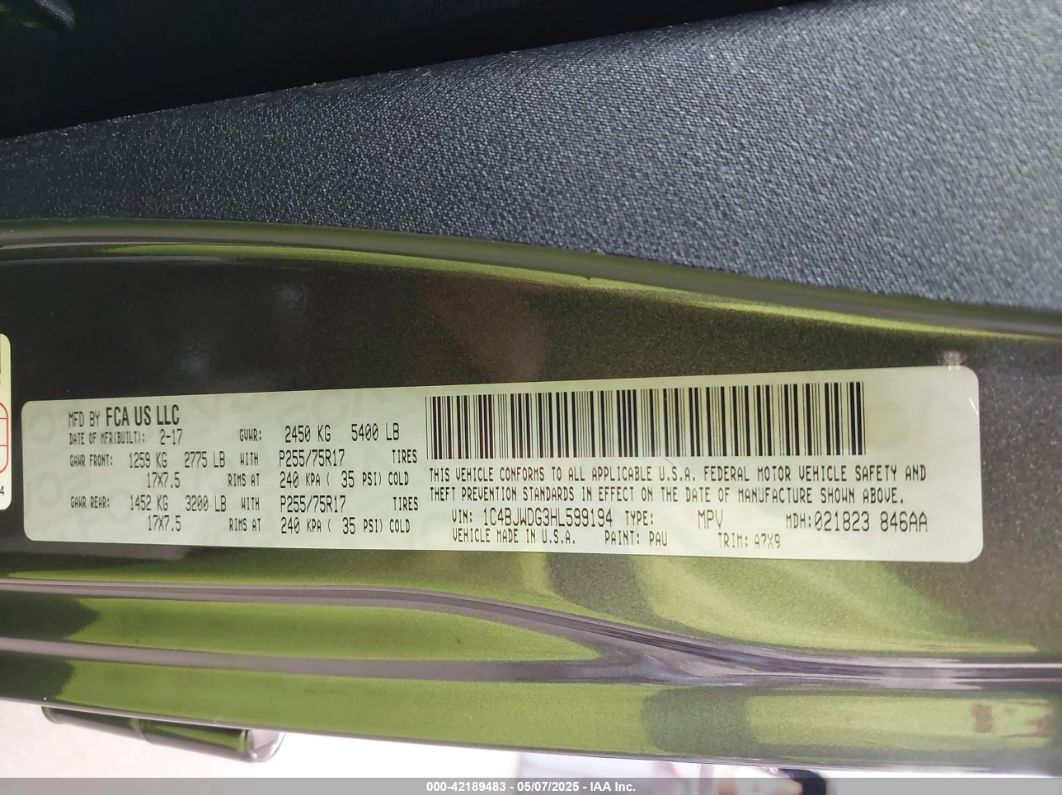 MFD BY FCA US LLC
DATE OF MFR(BUILT): 2-17 GVWR: 2450 KG 5400 LB
GAWR FRONT: 1259 KG 2775 LB WITH P255/75R17 TIRES
17X7.5 RIMS AT 240 KPA ( 35 PSI) COLD
GAWR REAR: 1452 KG 3200 LB WITH P255/75R17 TIRES
17X7.5 RIMS AT 240 KPA ( 35 PSI) COLD
THIS VEHICLE CONFORMS TO ALL APPLICABLE U.S.A. FEDERAL MOTOR VEHICLE SAFETY AND
THEFT PREVENTION STANDARDS IN EFFECT ON THE DATE OF MANUFACTURE SHOWN ABOVE.
VIN: 1C4BJWDG3HL599194 TYPE: MPV MDH:021823 846AA
VEHICLE MADE IN U.S.A. PAINT: PAU TRIM: A7X9
4
000-42189483 - 05/07/2025 - IAA Inc.